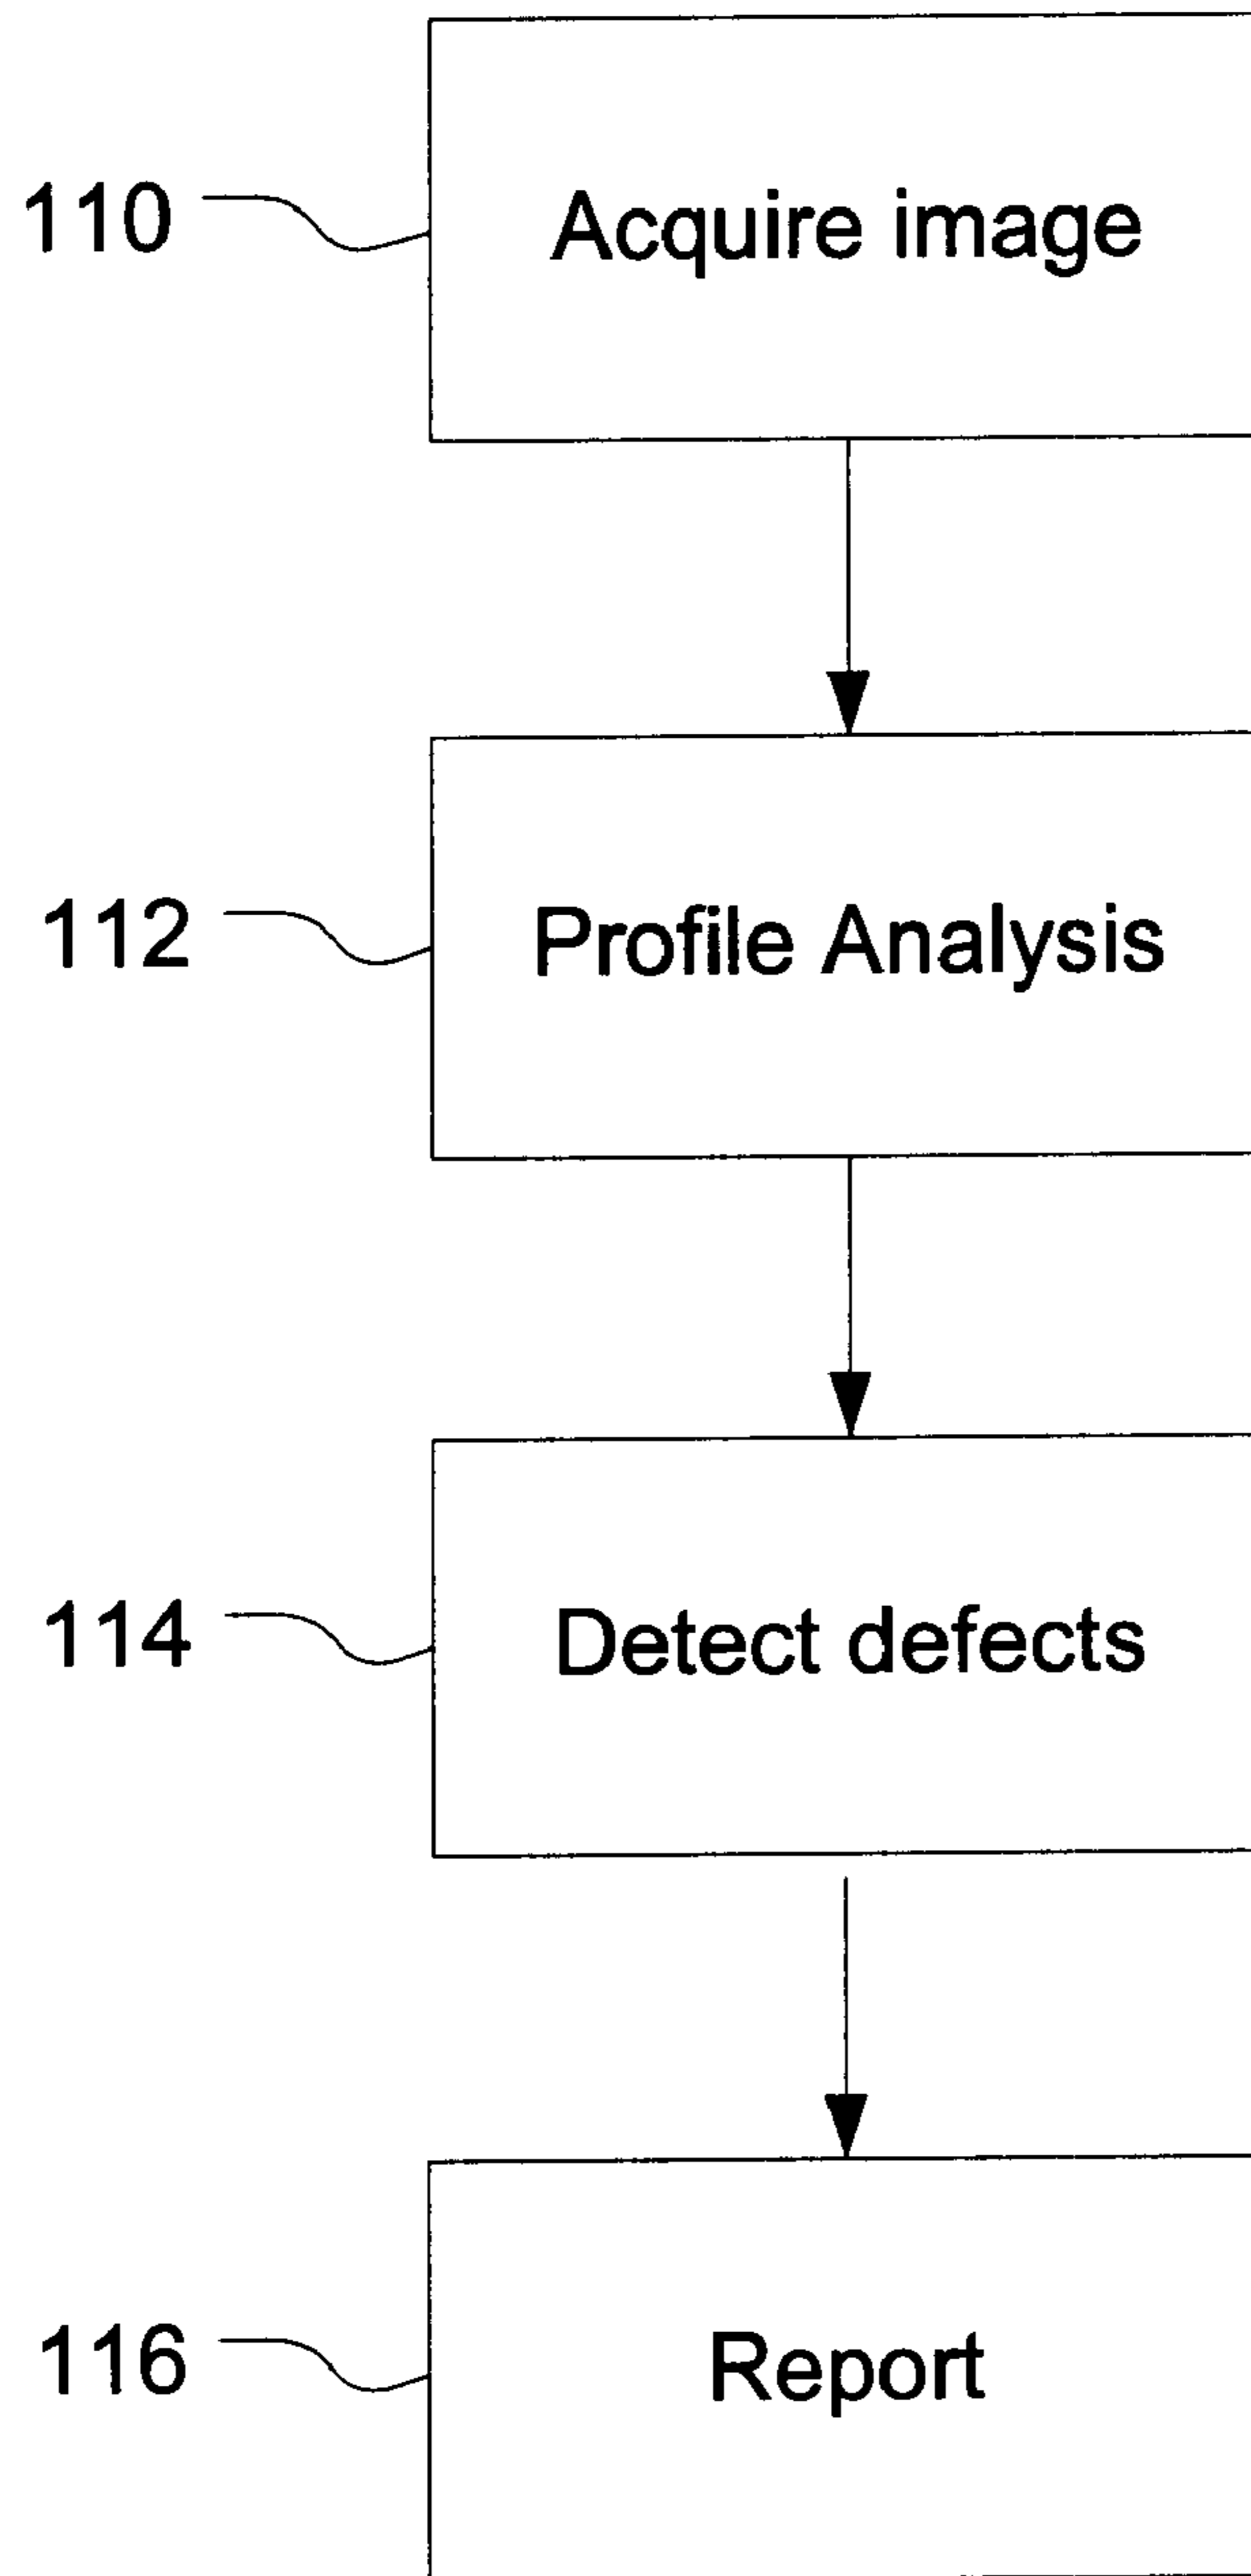 110 Acquire image
112 Profile Analysis
114 Detect defects
116 Report